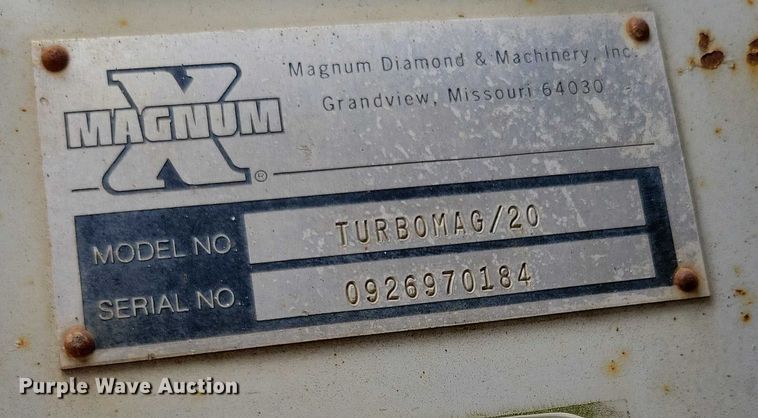 Magnum Diamond & Machinery, Inc.
Grandview, Missouri 64030
X
MAGNUM
®
MODEL NO. TURBOMAG/20
SERIAL NO. 0926970184
Purple Wave Auction